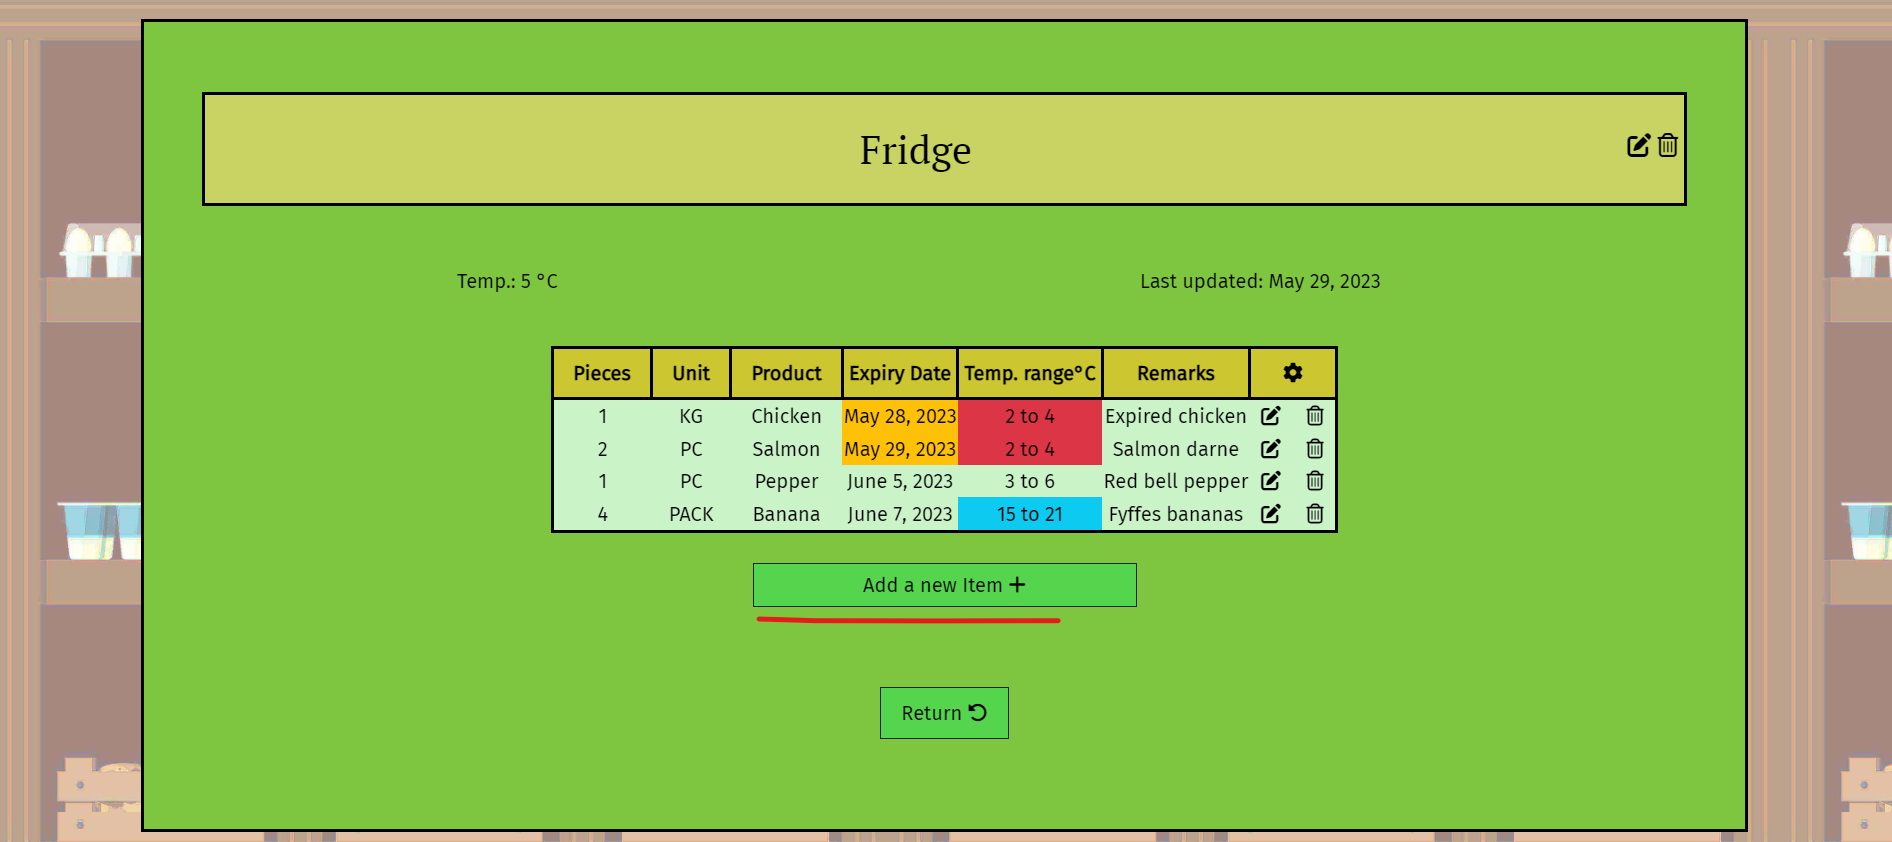 Fridge
Temp.: 5 °C Last updated: May 29, 2023
Pieces Unit Product Expiry Date Temp. range°C Remarks
1 KG Chicken May 28, 2023 2 to 4 Expired chicken
2 PC Salmon May 29, 2023 2 to 4 Salmon darne
1 PC Pepper June 5, 2023 3 to 6 Red bell pepper
4 PACK Banana June 7, 2023 15 to 21 Fyffes bananas
Add a new Item
Return